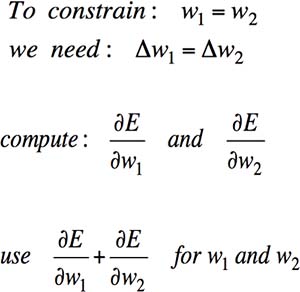 To constrain: w₁ = w₂
we need: Δw₁ = Δw₂
compute: ∂E/∂w₁ and ∂E/∂w₂
use ∂E/∂w₁ + ∂E/∂w₂ for w₁ and w₂